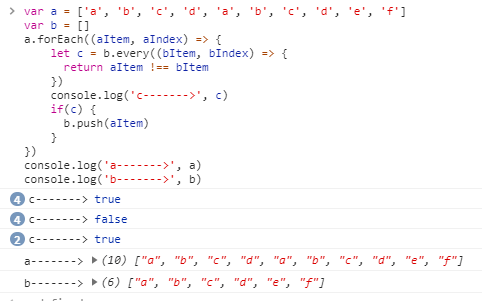 > var a = ['a', 'b', 'c', 'd', 'a', 'b', 'c', 'd', 'e', 'f']
var b = []
a.forEach((aItem, aIndex) => {
    let c = b.every((bItem, bIndex) => {
      return aItem !== bItem
    })
    console.log('c------->', c)
    if(c) {
      b.push(aItem)
    }
})
console.log('a------->', a)
console.log('b------->', b)
4 c-------> true
4 c-------> false
2 c-------> true
a-------> ▶ (10) ["a", "b", "c", "d", "a", "b", "c", "d", "e", "f"]
b-------> ▶ (6) ["a", "b", "c", "d", "e", "f"]